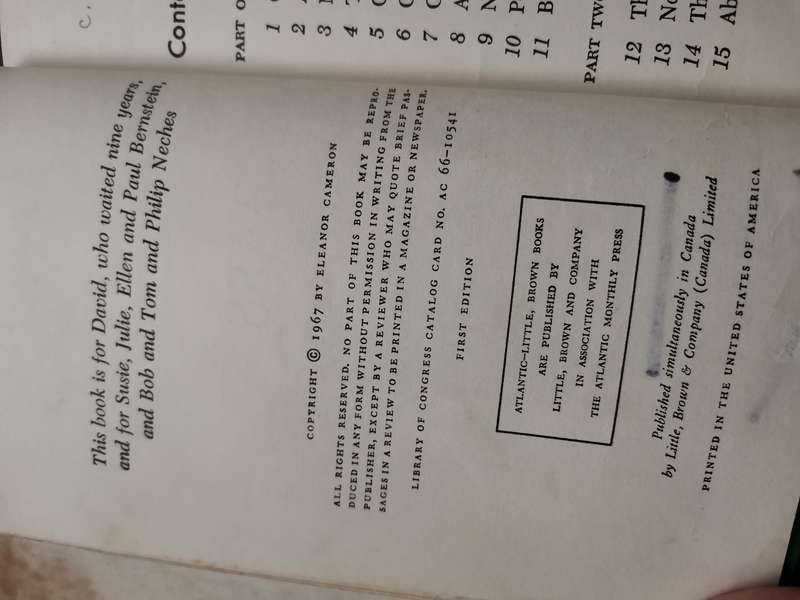 This book is for David, who waited nine years,
and for Susie, Julie, Ellen and Paul Bernstein,
and Bob and Tom and Philip Neches
COPYRIGHT © 1967 BY ELEANOR CAMERON
ALL RIGHTS RESERVED. NO PART OF THIS BOOK MAY BE REPRO-
DUCED IN ANY FORM WITHOUT PERMISSION IN WRITING FROM THE
PUBLISHER, EXCEPT BY A REVIEWER WHO MAY QUOTE BRIEF PAS-
SAGES IN A REVIEW TO BE PRINTED IN A MAGAZINE OR NEWSPAPER.
LIBRARY OF CONGRESS CATALOG CARD NO. AC 66-10541
FIRST EDITION
ATLANTIC–LITTLE, BROWN BOOKS
ARE PUBLISHED BY
LITTLE, BROWN AND COMPANY
IN ASSOCIATION WITH
THE ATLANTIC MONTHLY PRESS
Published simultaneously in Canada
by Little, Brown & Company (Canada) Limited
PRINTED IN THE UNITED STATES OF AMERICA
C.
Conte
PART O
1
2
3
4
5
6
7
8 A
9
10 P
11 B
PART TWO
12 Th
13 No
14 Th
15 Ab